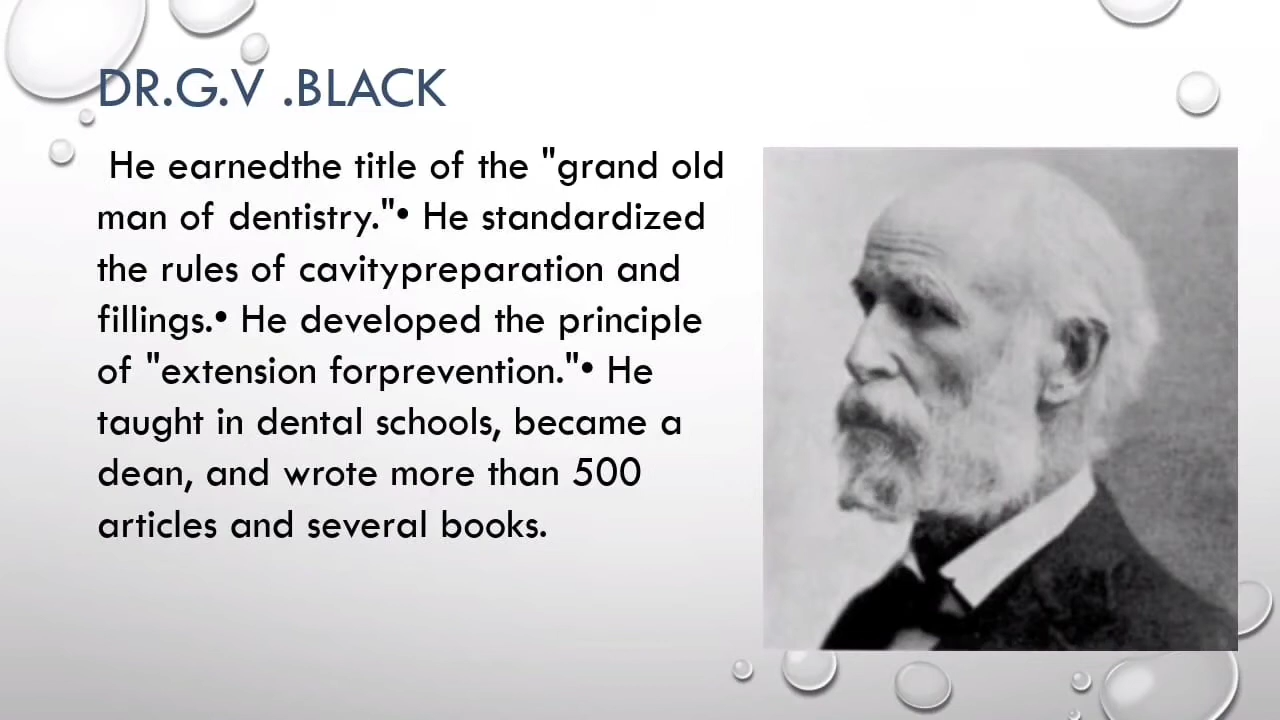 DR.G.V .BLACK
He earnedthe title of the "grand old
man of dentistry."• He standardized
the rules of cavitypreparation and
fillings.• He developed the principle
of "extension forprevention."• He
taught in dental schools, became a
dean, and wrote more than 500
articles and several books.